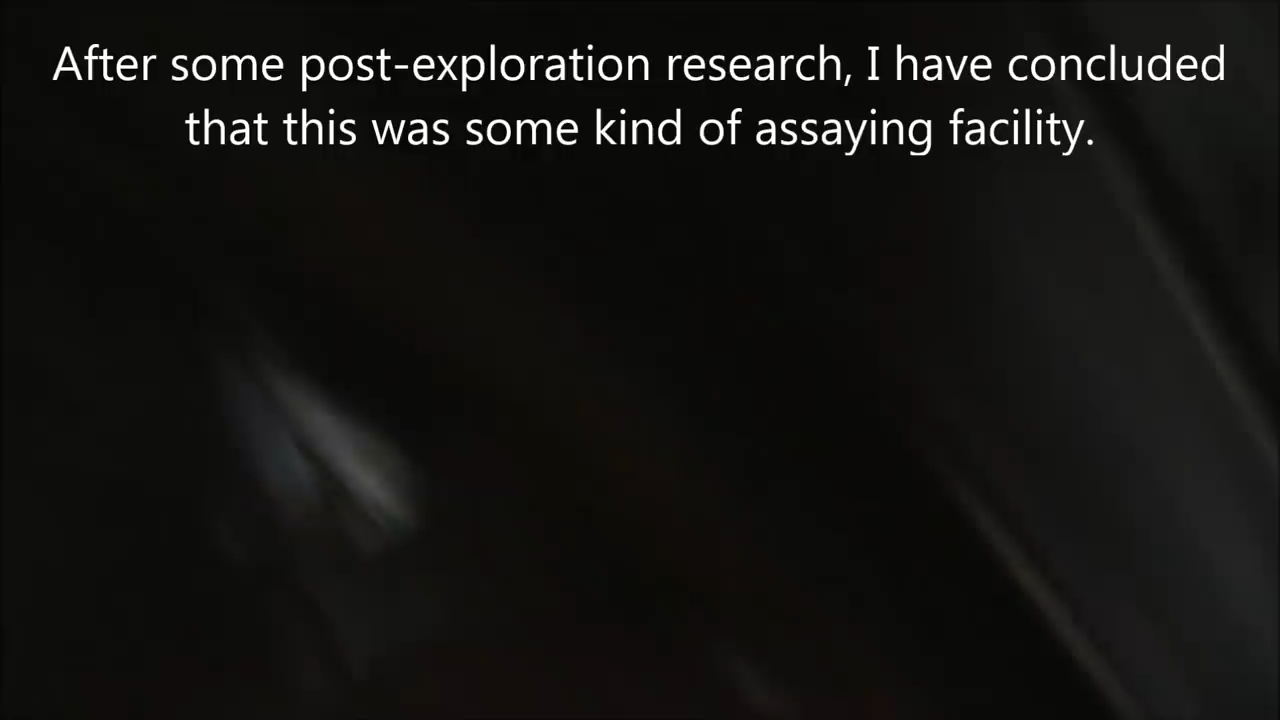 After some post-exploration research, I have concluded
that this was some kind of assaying facility.